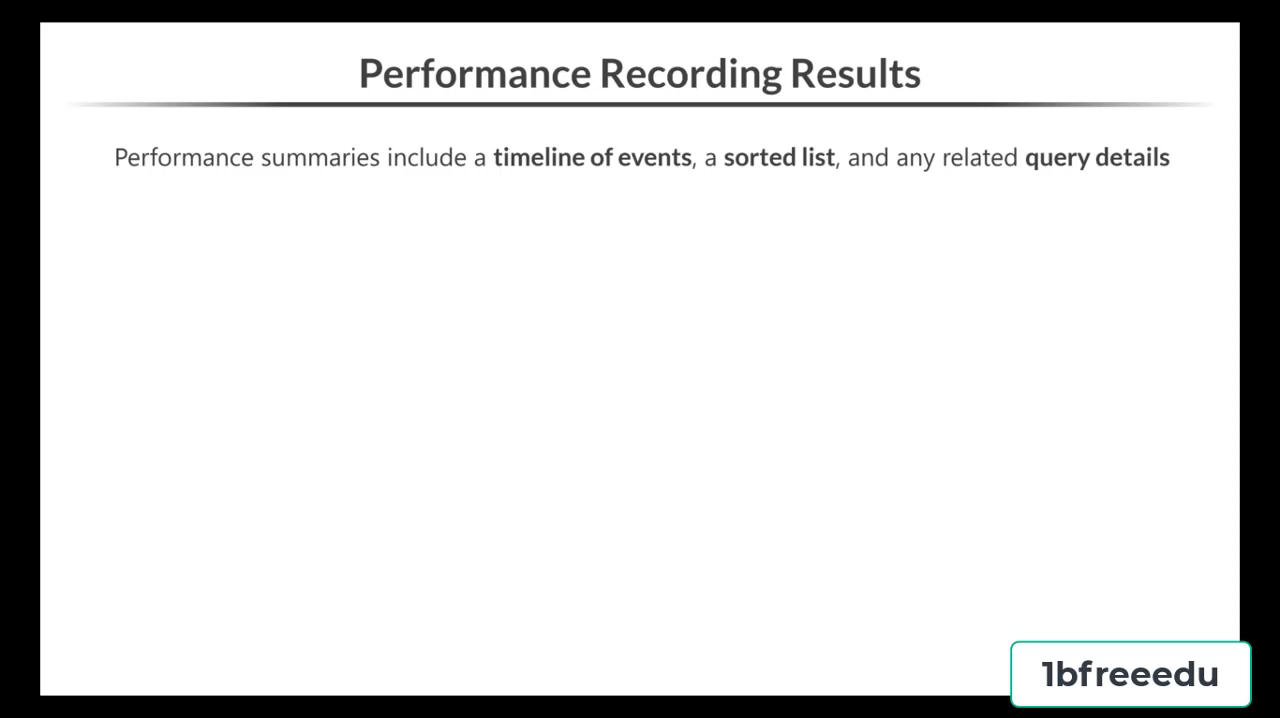 Performance Recording Results
Performance summaries include a timeline of events, a sorted list, and any related query details
1bfreeedu